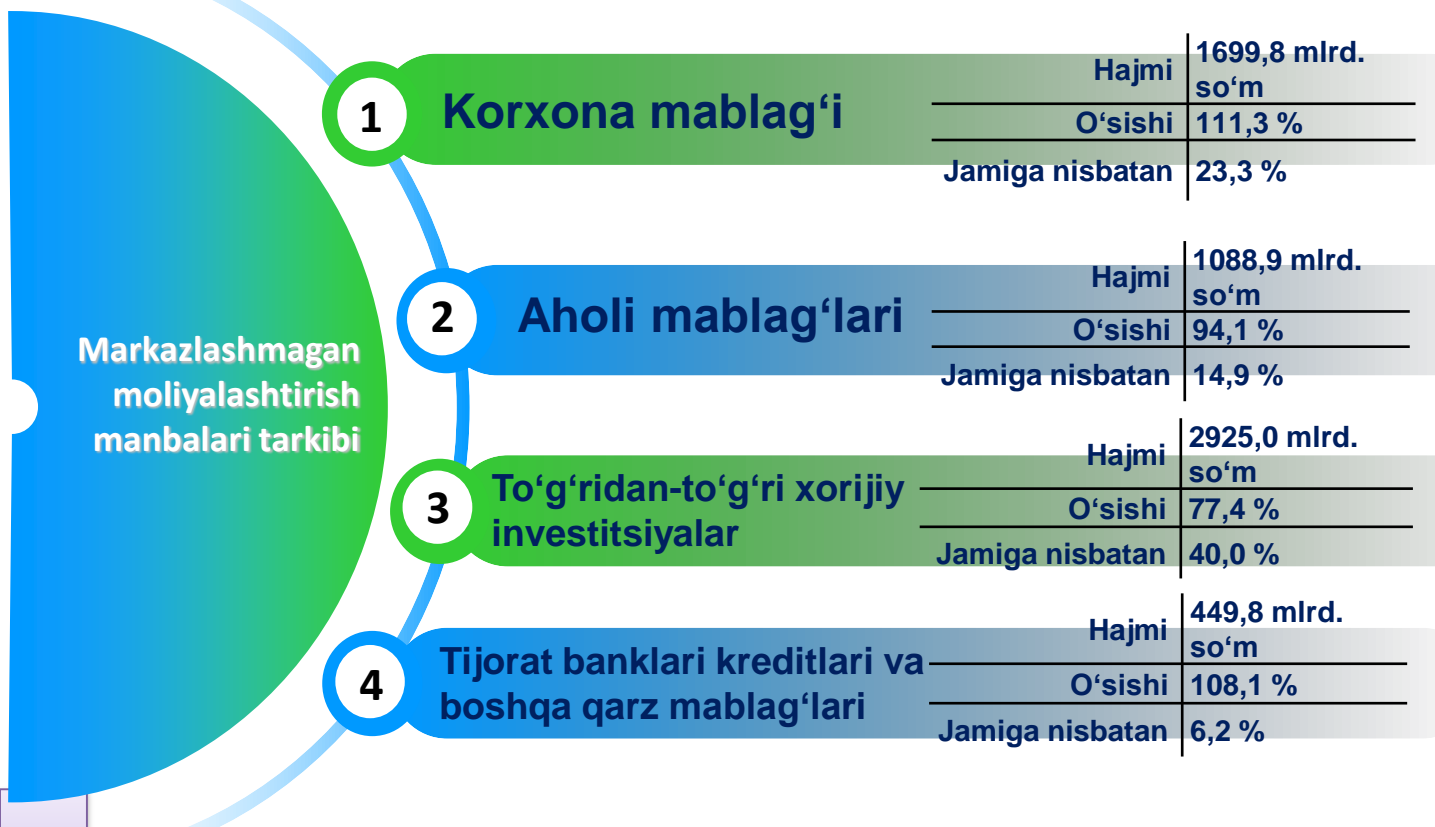 Markazlashmagan
moliyalashtirish
manbalari tarkibi
1
Korxona mablag‘i
Hajmi
1699,8 mlrd.
so‘m
O‘sishi
111,3 %
Jamiga nisbatan
23,3 %
2
Aholi mablag‘lari
Hajmi
1088,9 mlrd.
so‘m
O‘sishi
94,1 %
Jamiga nisbatan
14,9 %
3
To‘g‘ridan-to‘g‘ri xorijiy
investitsiyalar
Hajmi
2925,0 mlrd.
so‘m
O‘sishi
77,4 %
Jamiga nisbatan
40,0 %
4
Tijorat banklari kreditlari va
boshqa qarz mablag‘lari
Hajmi
449,8 mlrd.
so‘m
O‘sishi
108,1 %
Jamiga nisbatan
6,2 %